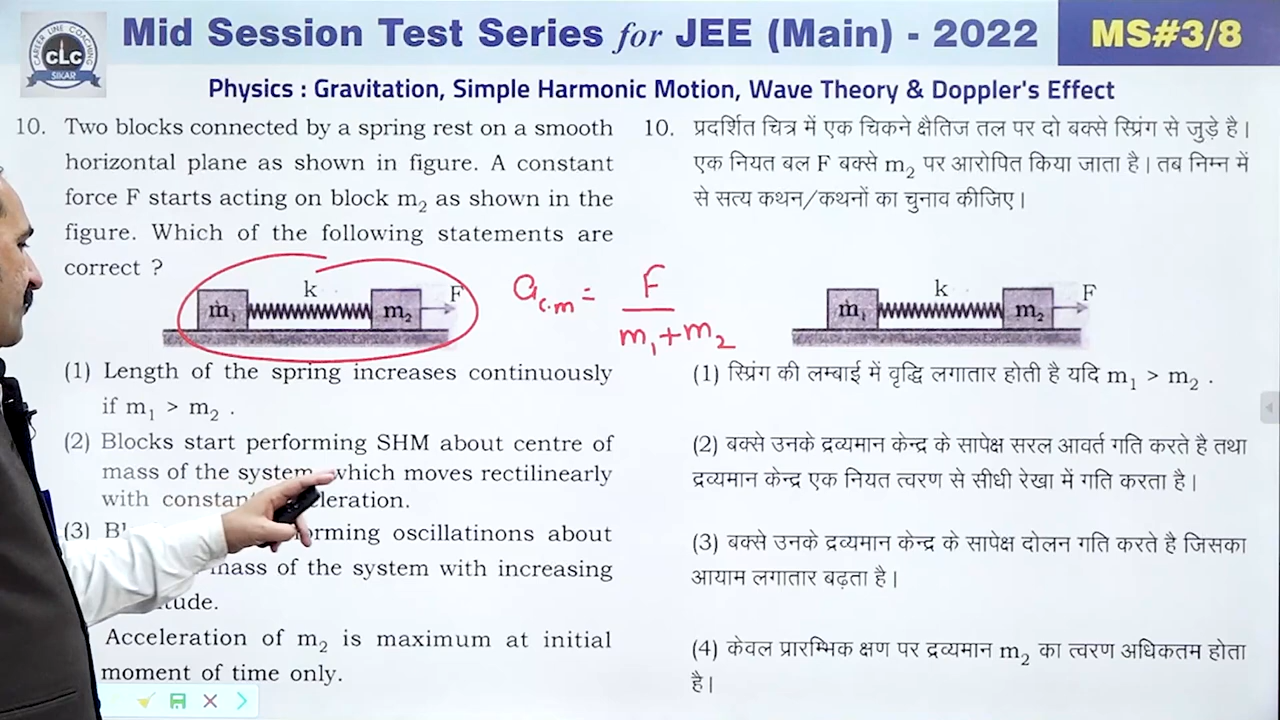 Mid Session Test Series for JEE (Main) - 2022
MS#3/8
CAREER LINE COACHING
CLC
SIKAR
Physics : Gravitation, Simple Harmonic Motion, Wave Theory & Doppler's Effect
10. Two blocks connected by a spring rest on a smooth
horizontal plane as shown in figure. A constant
force F starts acting on block m₂ as shown in the
figure. Which of the following statements are
correct ?
k
F
m₁
m₂
a c.m = F / m₁+m₂
(1) Length of the spring increases continuously
if m₁ > m₂ .
(2) Blocks start performing SHM about centre of
mass of the system which moves rectilinearly
with constant acceleration.
(3) orming oscillatinons about
mass of the system with increasing
tude.
Acceleration of m₂ is maximum at initial
moment of time only.
10. प्रदर्शित चित्र में एक चिकने क्षैतिज तल पर दो बक्से स्प्रिंग से जुड़े है।
एक नियत बल F बक्से m₂ पर आरोपित किया जाता है। तब निम्न में
से सत्य कथन/कथनों का चुनाव कीजिए।
k
F
m₁
m₂
(1) स्प्रिंग की लम्बाई में वृद्धि लगातार होती है यदि m₁ > m₂ .
(2) बक्से उनके द्रव्यमान केन्द्र के सापेक्ष सरल आवर्त गति करते है तथा
द्रव्यमान केन्द्र एक नियत त्वरण से सीधी रेखा में गति करता है।
(3) बक्से उनके द्रव्यमान केन्द्र के सापेक्ष दोलन गति करते है जिसका
आयाम लगातार बढ़ता है।
(4) केवल प्रारम्भिक क्षण पर द्रव्यमान m₂ का त्वरण अधिकतम होता
है।